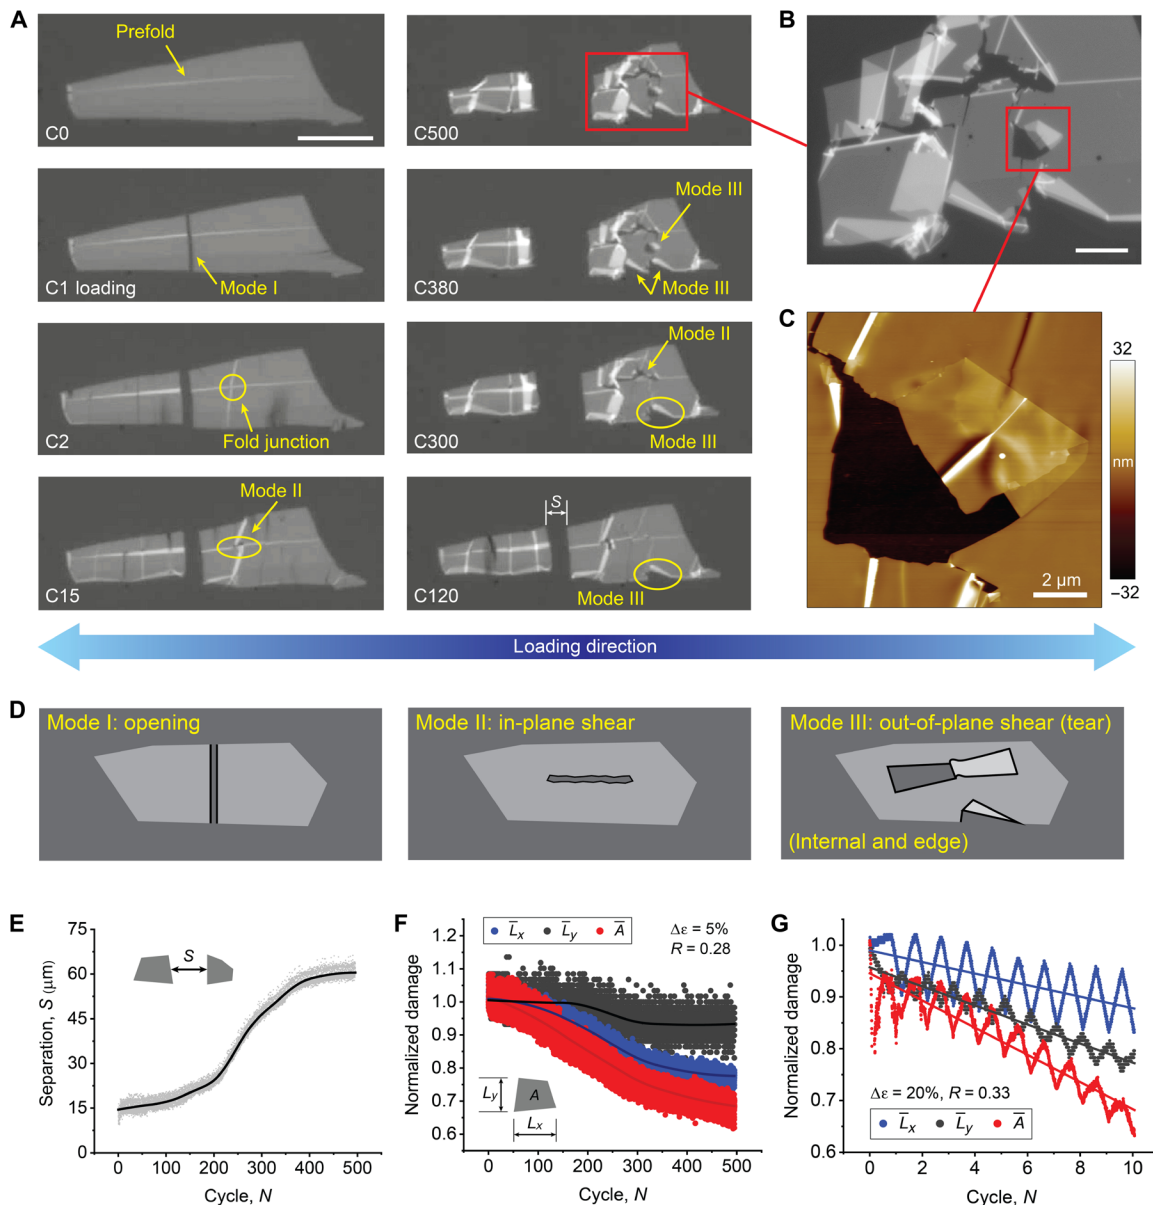 A
Prefold
C0
C1 loading
Mode I
C2
Fold junction
C15
Mode II
C500
C380
Mode III
Mode III
C300
Mode II
Mode III
C120
S
Mode III
B
C
32
nm
−32
2 µm
Loading direction
D
Mode I: opening
Mode II: in-plane shear
Mode III: out-of-plane shear (tear)
(Internal and edge)
E
Separation, S (µm)
75
60
45
30
15
0
S
0 100 200 300 400 500
Cycle, N
F
Normalized damage
1.2
1.1
1.0
0.9
0.8
0.7
0.6
L̅x L̅y A̅
Δε = 5%
R = 0.28
Ly
A
Lx
0 100 200 300 400 500
Cycle, N
G
Normalized damage
1.0
0.9
0.8
0.7
0.6
Δε = 20%, R = 0.33
L̅x L̅y A̅
0 2 4 6 8 10
Cycle, N